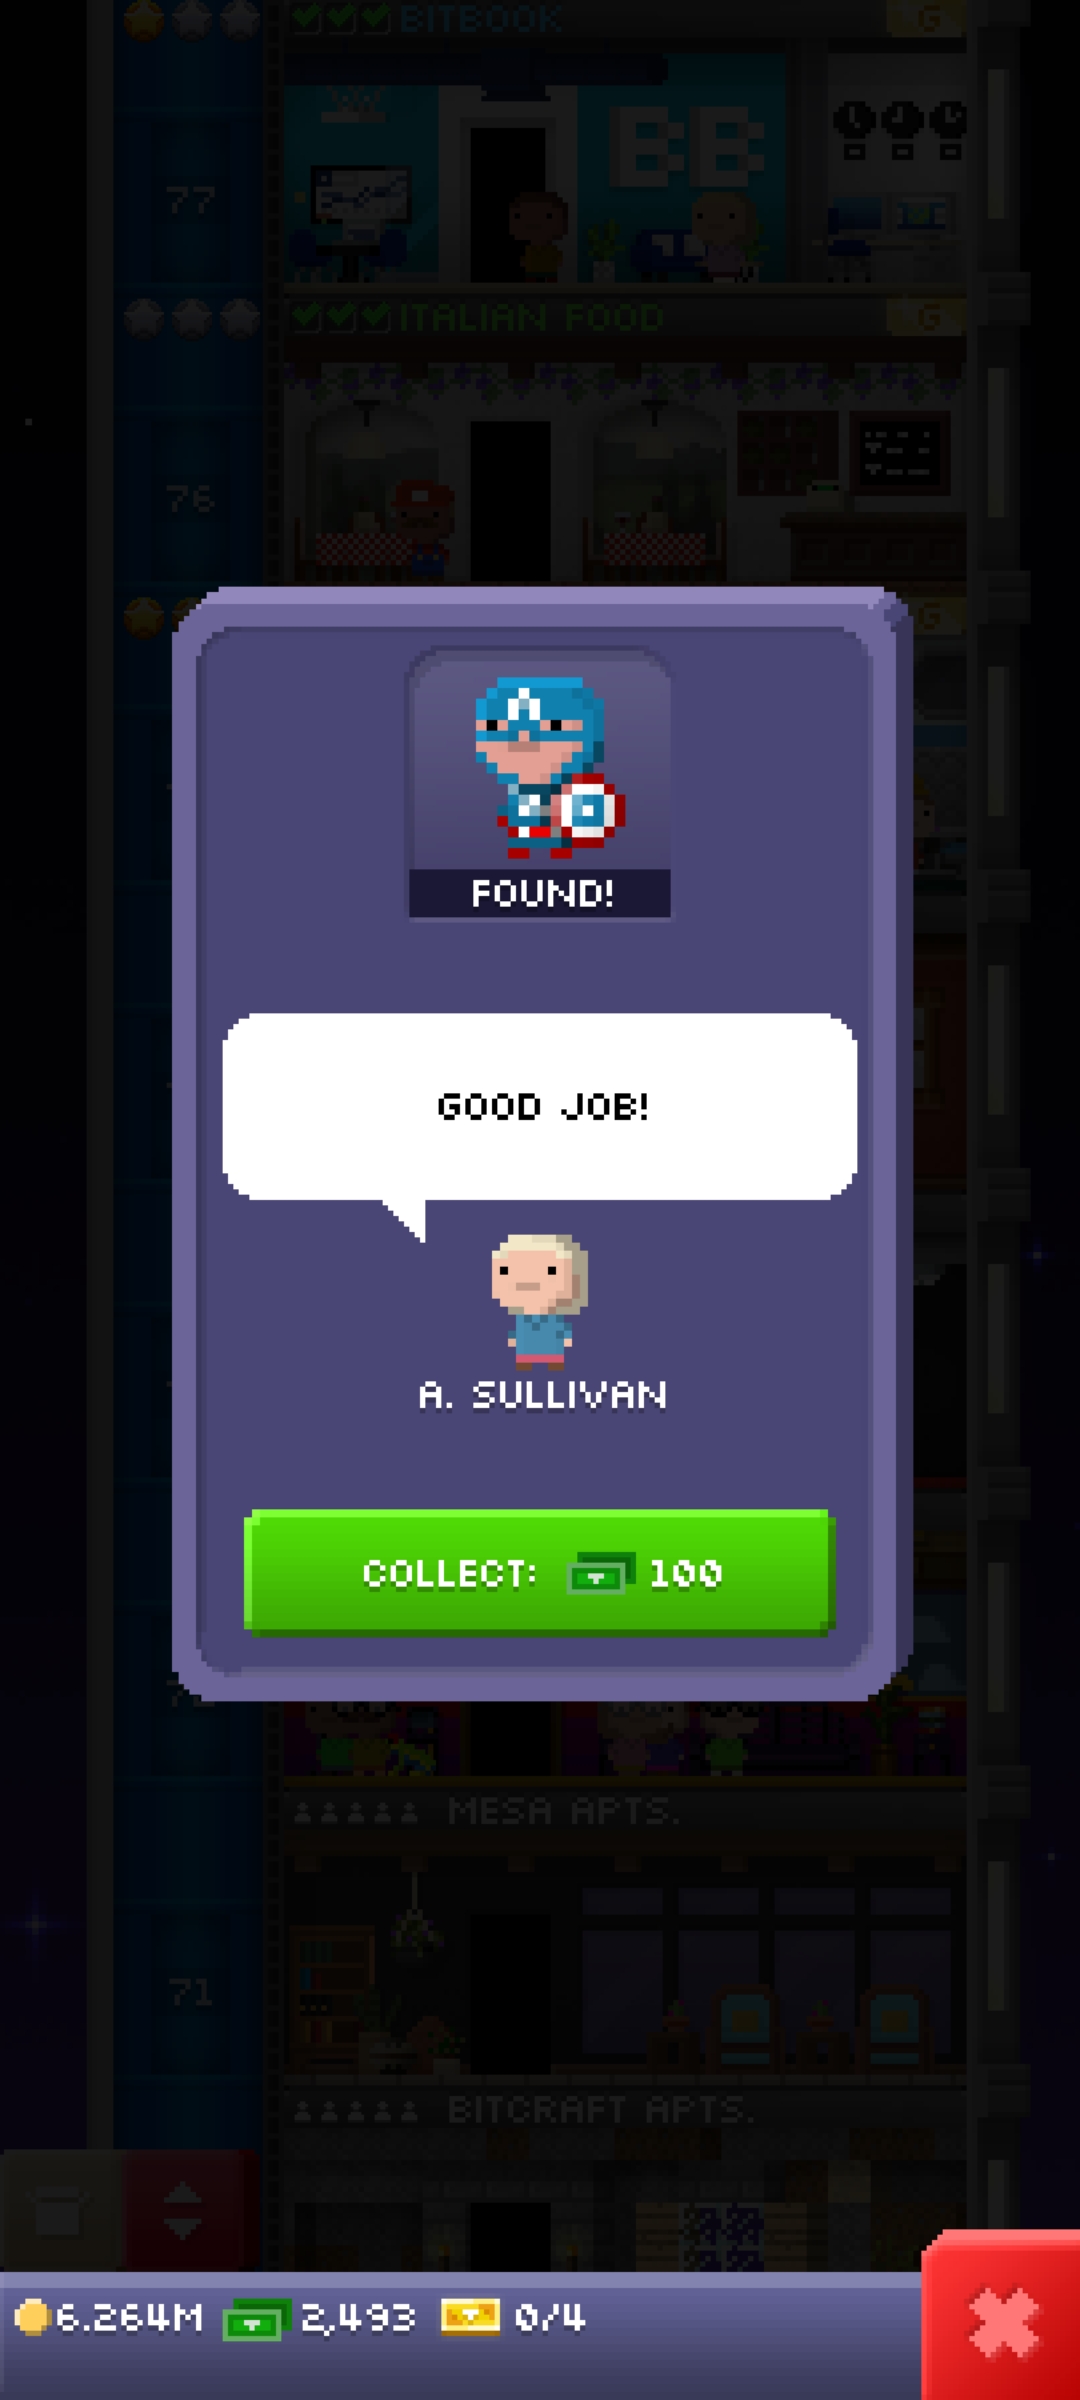 BITBOOK
G
BB
77
ITALIAN FOOD
G
76
G
A
FOUND!
GOOD JOB!
A. SULLIVAN
COLLECT: 100
MESA APTS.
71
BITCRAFT APTS.
6.264M 2,493 0/4